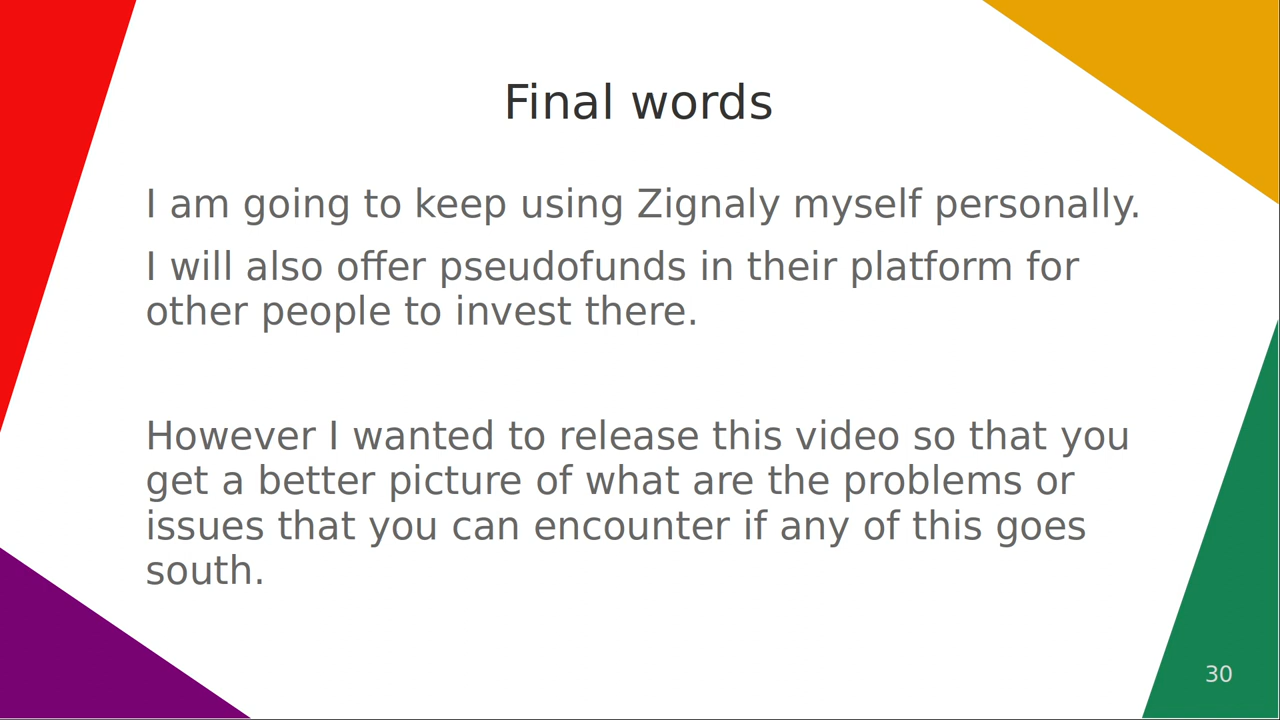 Final words
I am going to keep using Zignaly myself personally.
I will also offer pseudofunds in their platform for
other people to invest there.
However I wanted to release this video so that you
get a better picture of what are the problems or
issues that you can encounter if any of this goes
south.
30